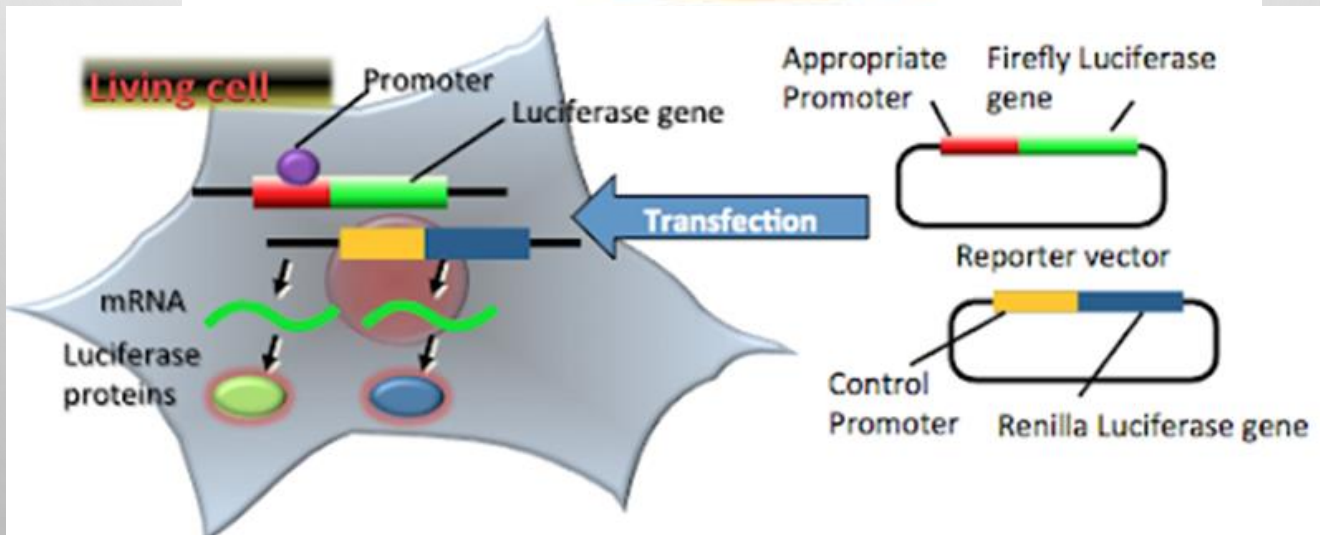 Living cell
Promoter
Luciferase gene
mRNA
Luciferase
proteins
Transfection
Appropriate
Promoter
Firefly Luciferase
gene
Reporter vector
Control
Promoter
Renilla Luciferase gene